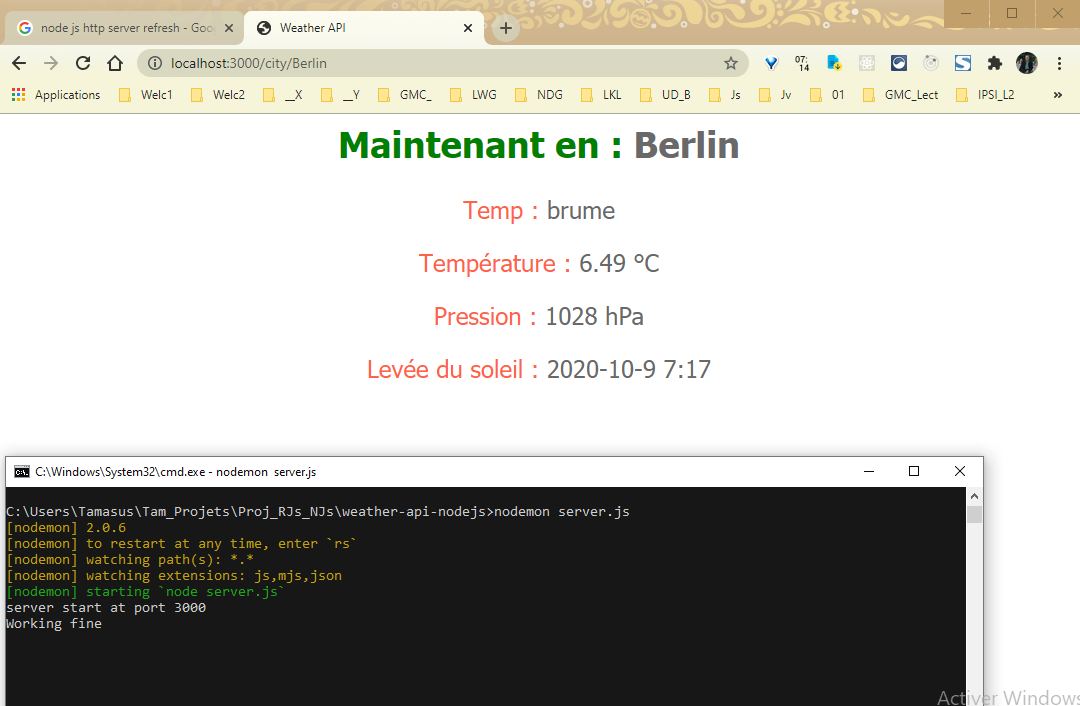 node js http server refresh - Goo
Weather API
localhost:3000/city/Berlin
07:
14
Applications Welc1 Welc2 __X __Y GMC_ LWG NDG LKL UD_B Js Jv 01 GMC_Lect IPSI_L2 »
Maintenant en : Berlin
Temp : brume
Température : 6.49 °C
Pression : 1028 hPa
Levée du soleil : 2020-10-9 7:17
C:\Windows\System32\cmd.exe - nodemon server.js
C:\Users\Tamasus\Tam_Projets\Proj_RJs_NJs\weather-api-nodejs>nodemon server.js
[nodemon] 2.0.6
[nodemon] to restart at any time, enter `rs`
[nodemon] watching path(s): *.*
[nodemon] watching extensions: js,mjs,json
[nodemon] starting `node server.js`
server start at port 3000
Working fine
Activer Windows